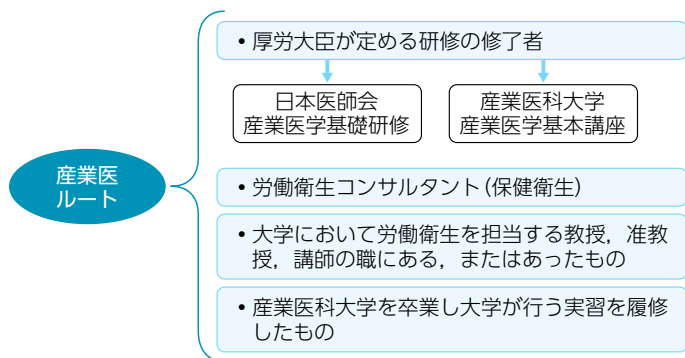 ・厚労大臣が定める研修の修了者
日本医師会
産業医学基礎研修
産業医科大学
産業医学基本講座
産業医
ルート
・労働衛生コンサルタント(保健衛生)
・大学において労働衛生を担当する教授，准教
授，講師の職にある，またはあったもの
・産業医科大学を卒業し大学が行う実習を履修
したもの